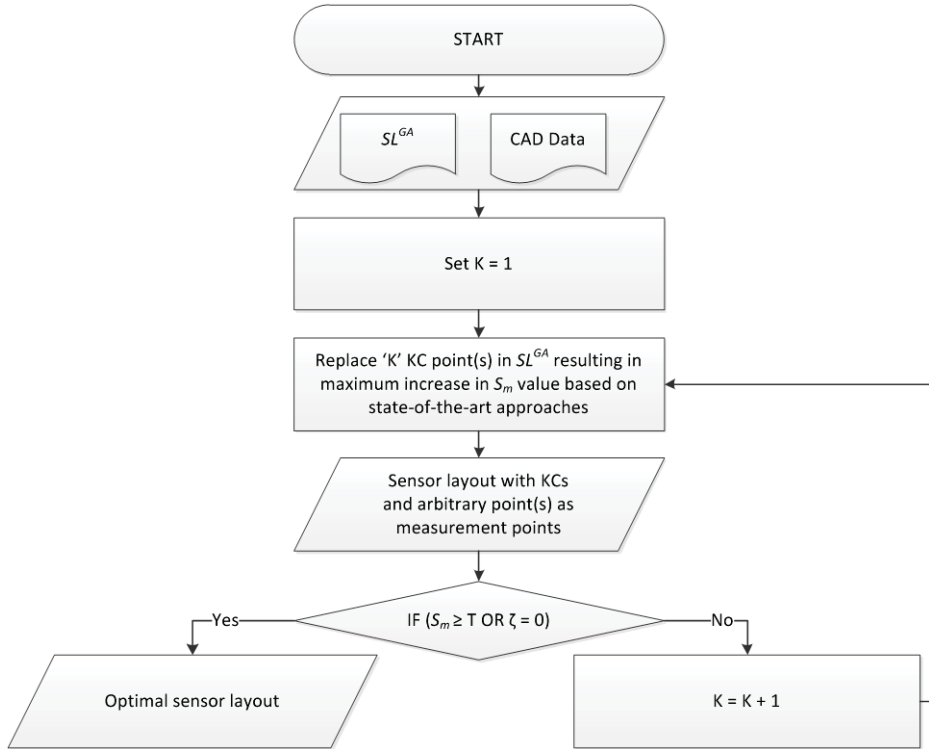 START
SL^GA
CAD Data
Set K = 1
Replace ‘K’ KC point(s) in SL^GA resulting in
maximum increase in S_m value based on
state-of-the-art approaches
Sensor layout with KCs
and arbitrary point(s) as
measurement points
IF (S_m ≥ T OR ζ = 0)
Yes
No
Optimal sensor layout
K = K + 1